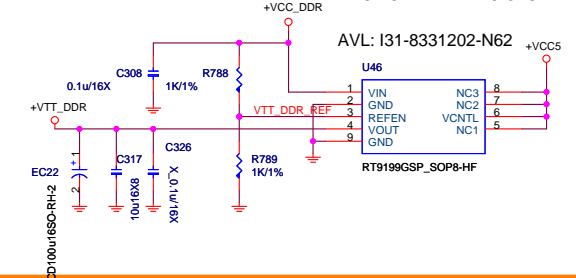 +VCC_DDR
AVL: I31-8331202-N62
+VCC5
U46
C308
R788
0.1u/16X
1K/1%
1 VIN NC3 8
2 GND NC2 7
VTT_DDR_REF 3 REFEN VCNTL 6
4 VOUT NC1 5
9 GND
+VTT_DDR
RT9199GSP_SOP8-HF
C326
R789
1K/1%
EC22
+ 1
2
C317
10u16X8
X_0.1u/16X
CD100u16SO-RH-2